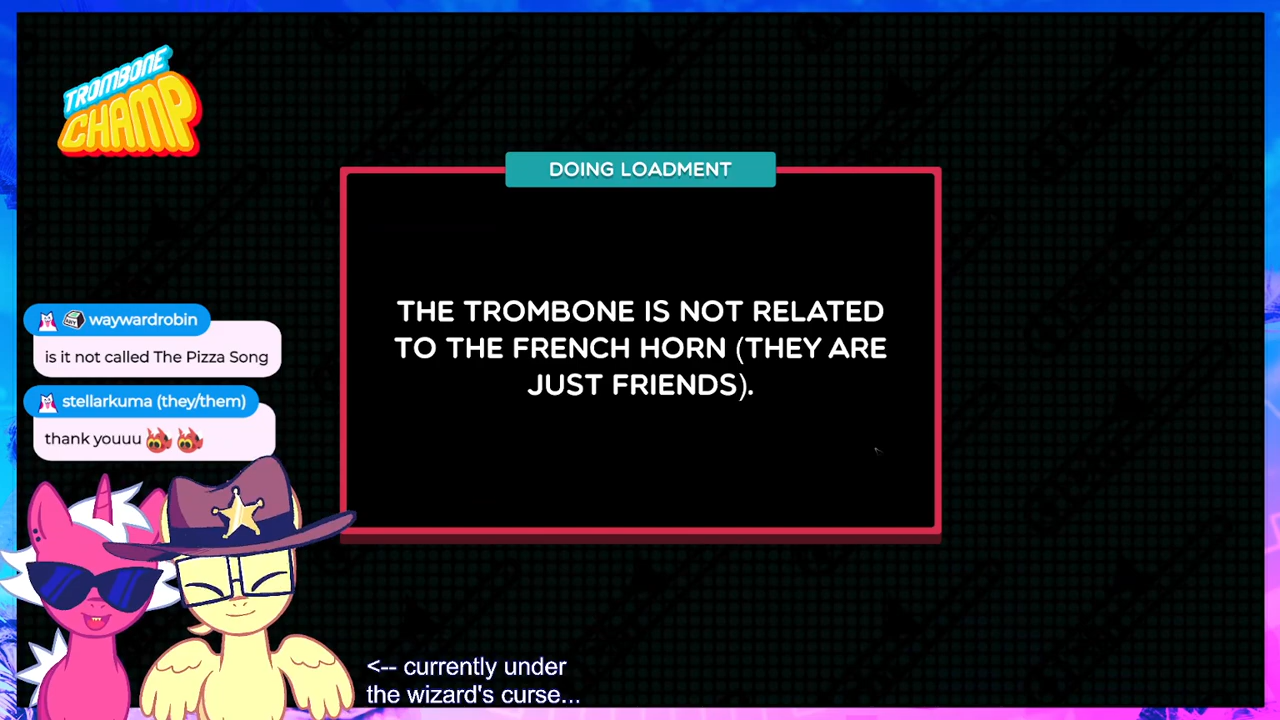 TROMBONE
CHAMP
DOING LOADMENT
THE TROMBONE IS NOT RELATED
TO THE FRENCH HORN (THEY ARE
JUST FRIENDS).
waywardrobin
is it not called The Pizza Song
stellarkuma (they/them)
thank youuu
<-- currently under
the wizard's curse...